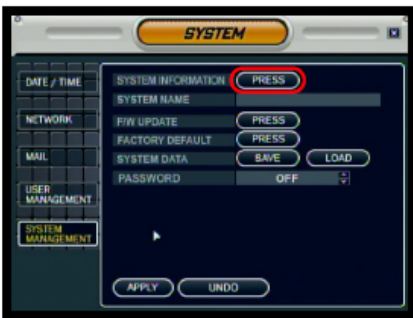 SYSTEM
DATE / TIME
NETWORK
MAIL
USER
MANAGEMENT
SYSTEM
MANAGEMENT
SYSTEM INFORMATION PRESS
SYSTEM NAME
F/W UPDATE PRESS
FACTORY DEFAULT PRESS
SYSTEM DATA SAVE LOAD
PASSWORD OFF
APPLY UNDO